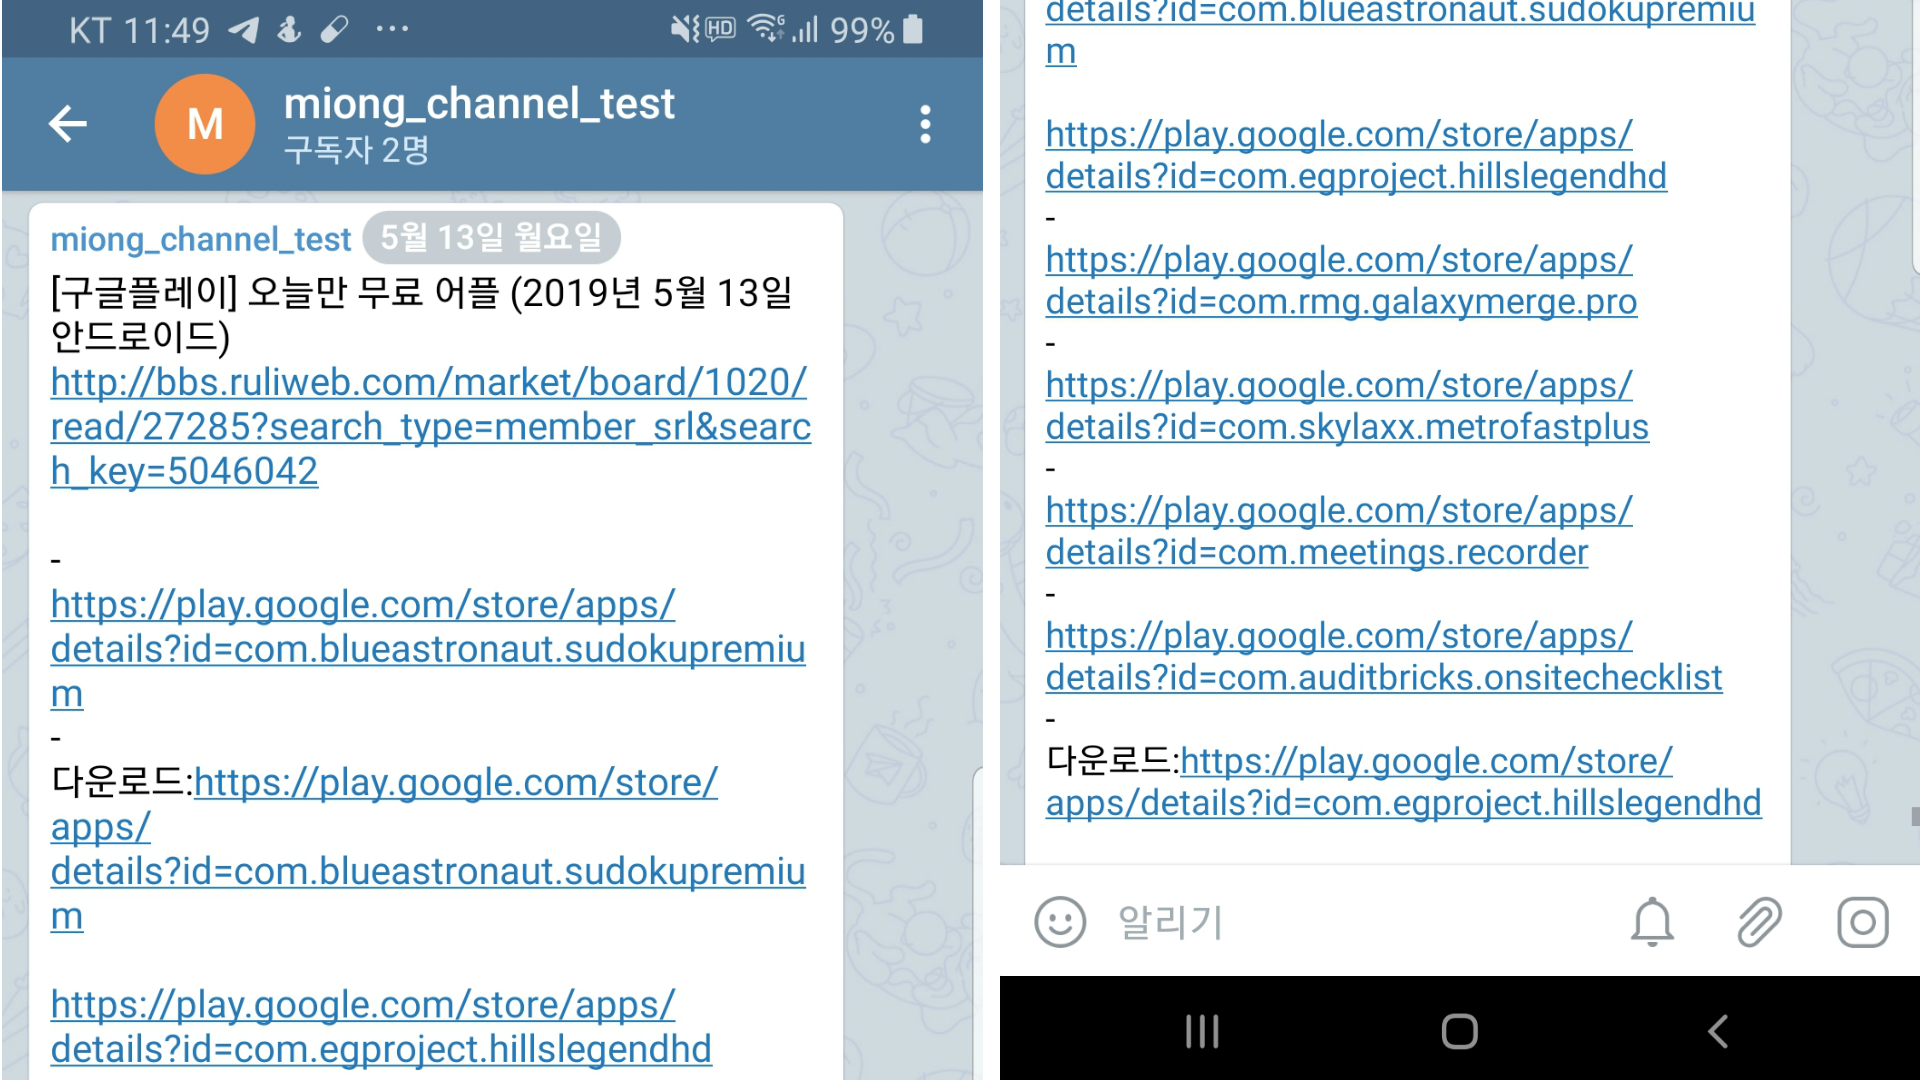 KT 11:49
HD
G
99%
M
miong_channel_test
구독자 2명
miong_channel_test
5월 13일 월요일
[구글플레이] 오늘만 무료 어플 (2019년 5월 13일
안드로이드)
http://bbs.ruliweb.com/market/board/1020/
read/27285?search_type=member_srl&searc
h_key=5046042
-
https://play.google.com/store/apps/
details?id=com.blueastronaut.sudokupremiu
m
-
다운로드:https://play.google.com/store/
apps/
details?id=com.blueastronaut.sudokupremiu
m
https://play.google.com/store/apps/
details?id=com.egproject.hillslegendhd
details?id=com.blueastronaut.sudokupremiu
m
https://play.google.com/store/apps/
details?id=com.egproject.hillslegendhd
-
https://play.google.com/store/apps/
details?id=com.rmg.galaxymerge.pro
-
https://play.google.com/store/apps/
details?id=com.skylaxx.metrofastplus
-
https://play.google.com/store/apps/
details?id=com.meetings.recorder
-
https://play.google.com/store/apps/
details?id=com.auditbricks.onsitechecklist
-
다운로드:https://play.google.com/store/
apps/details?id=com.egproject.hillslegendhd
알리기